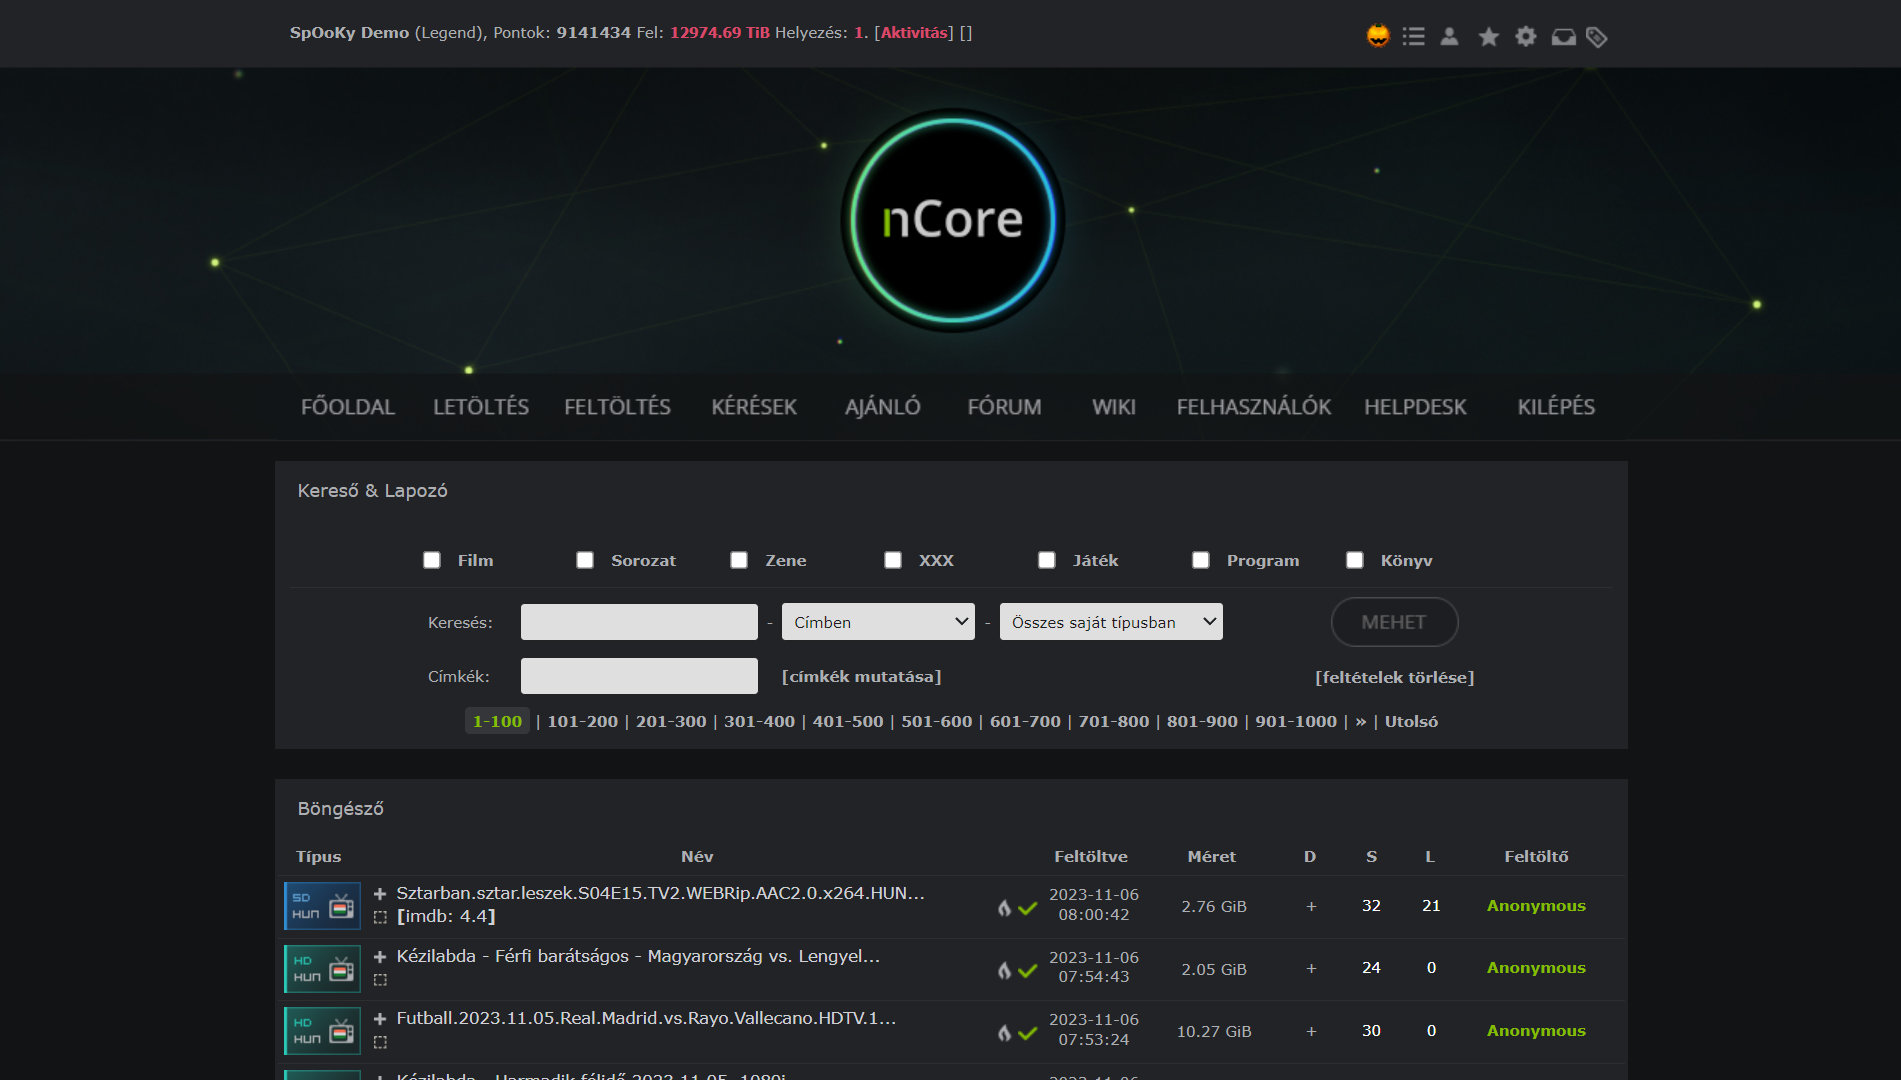 SpOoKy Demo (Legend), Pontok: 9141434 Fel: 12974.69 TiB Helyezés: 1. [Aktivitás] []
nCore
FŐOLDAL LETÖLTÉS FELTÖLTÉS KÉRÉSEK AJÁNLÓ FÓRUM WIKI FELHASZNÁLÓK HELPDESK KILÉPÉS
Kereső & Lapozó
Film Sorozat Zene XXX Játék Program Könyv
Keresés: - Címben - Összes saját típusban MEHET
Címkék: [címkék mutatása] [feltételek törlése]
1-100 | 101-200 | 201-300 | 301-400 | 401-500 | 501-600 | 601-700 | 701-800 | 801-900 | 901-1000 | » | Utolsó
Böngésző
Típus Név Feltöltve Méret D S L Feltöltő
SD HUN Sztarban.sztar.leszek.S04E15.TV2.WEBRip.AAC2.0.x264.HUN... 2023-11-06 2.76 GiB + 32 21 Anonymous
[imdb: 4.4] 08:00:42
HD HUN Kézilabda - Férfi barátságos - Magyarország vs. Lengyel... 2023-11-06 2.05 GiB + 24 0 Anonymous
07:54:43
HD HUN Futball.2023.11.05.Real.Madrid.vs.Rayo.Vallecano.HDTV.1... 2023-11-06 10.27 GiB + 30 0 Anonymous
07:53:24